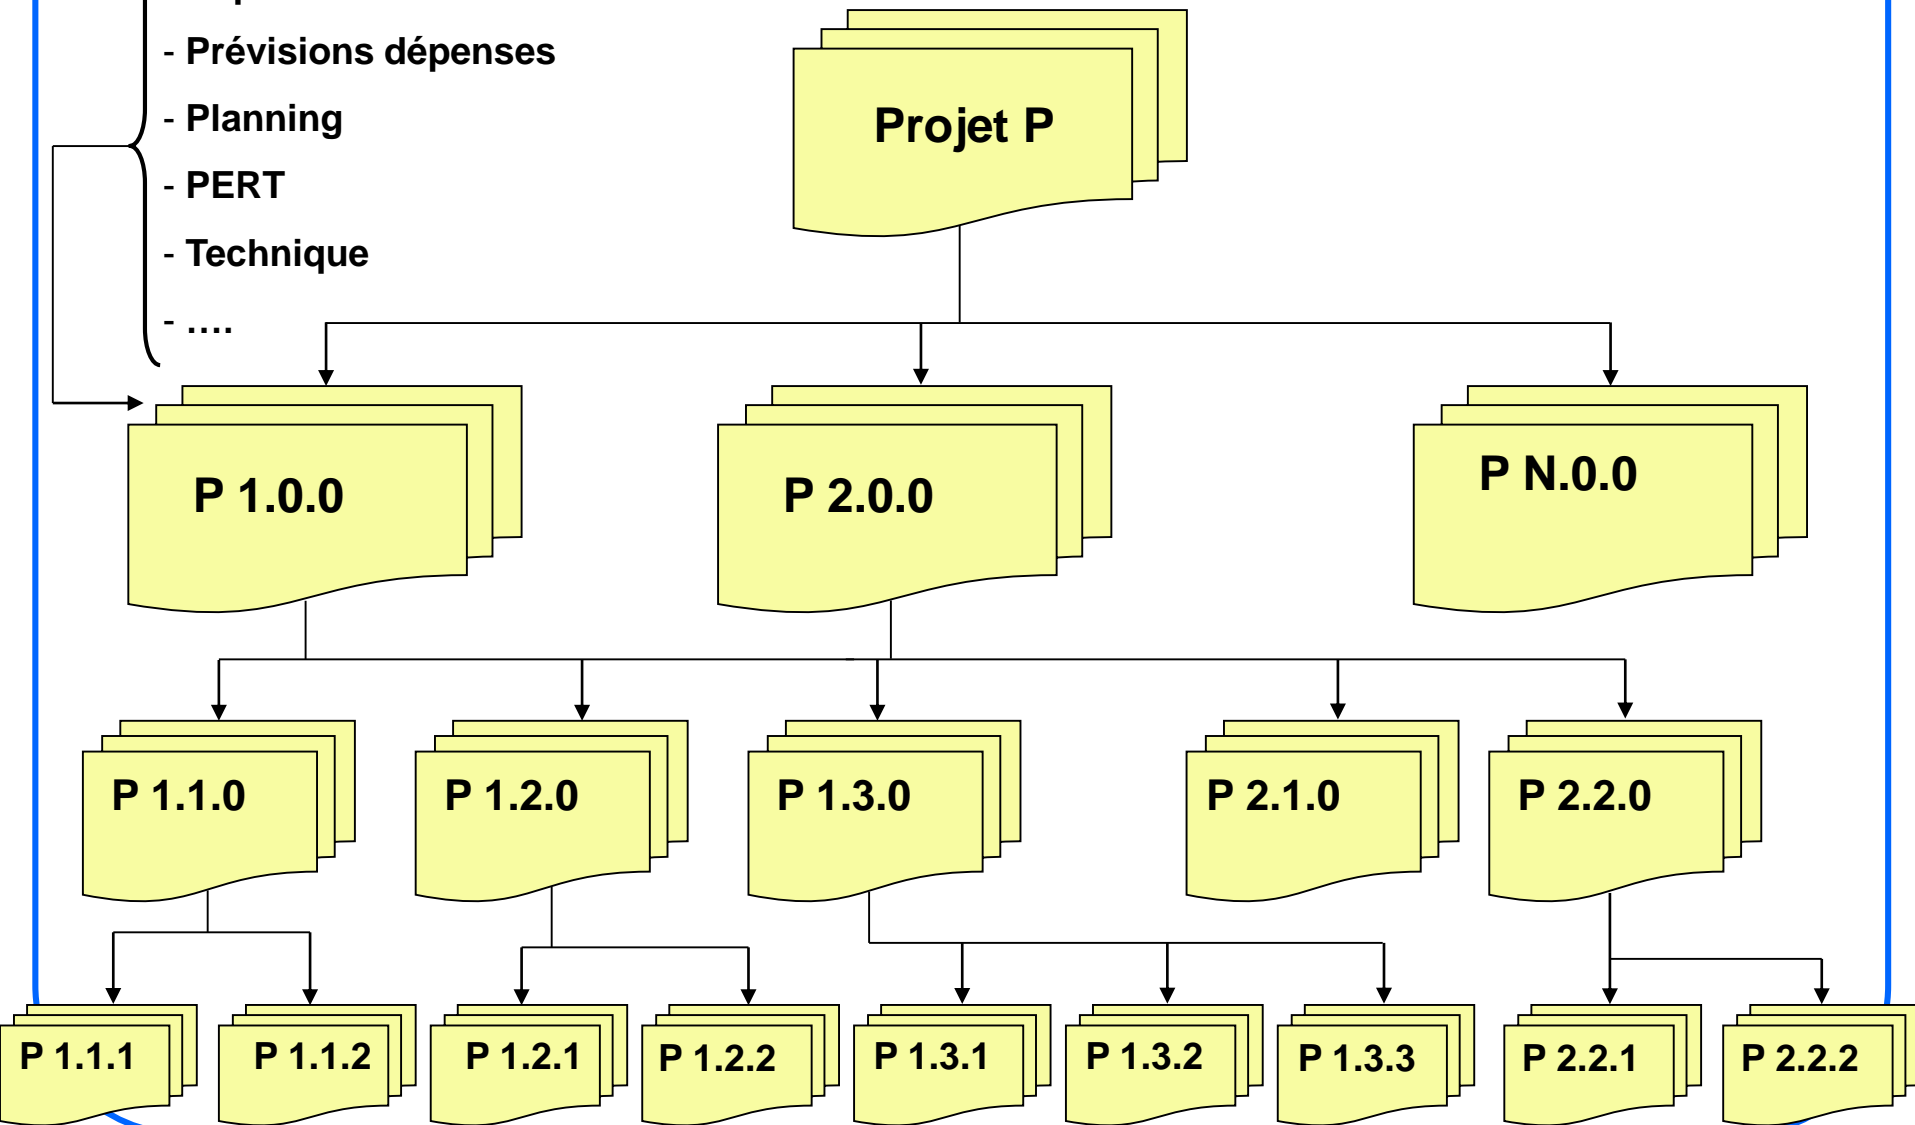 - Prévisions dépenses
- Planning
- PERT
- Technique
- ....
Projet P
P 1.0.0
P 2.0.0
P N.0.0
P 1.1.0
P 1.2.0
P 1.3.0
P 2.1.0
P 2.2.0
P 1.1.1
P 1.1.2
P 1.2.1
P 1.2.2
P 1.3.1
P 1.3.2
P 1.3.3
P 2.2.1
P 2.2.2